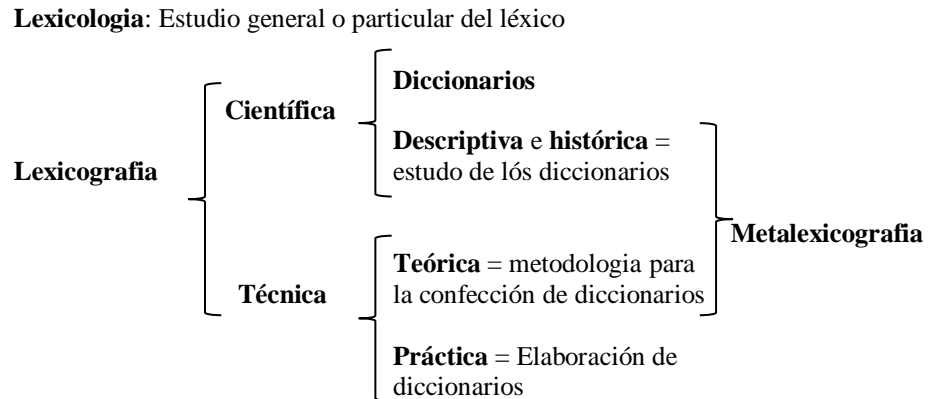 Lexicologia: Estudio general o particular del léxico
Diccionarios
Científica
Descriptiva e histórica =
estudo de lós diccionarios
Lexicografia
Metalexicografia
Teórica = metodologia para
la confección de diccionarios
Técnica
Práctica = Elaboración de
diccionarios